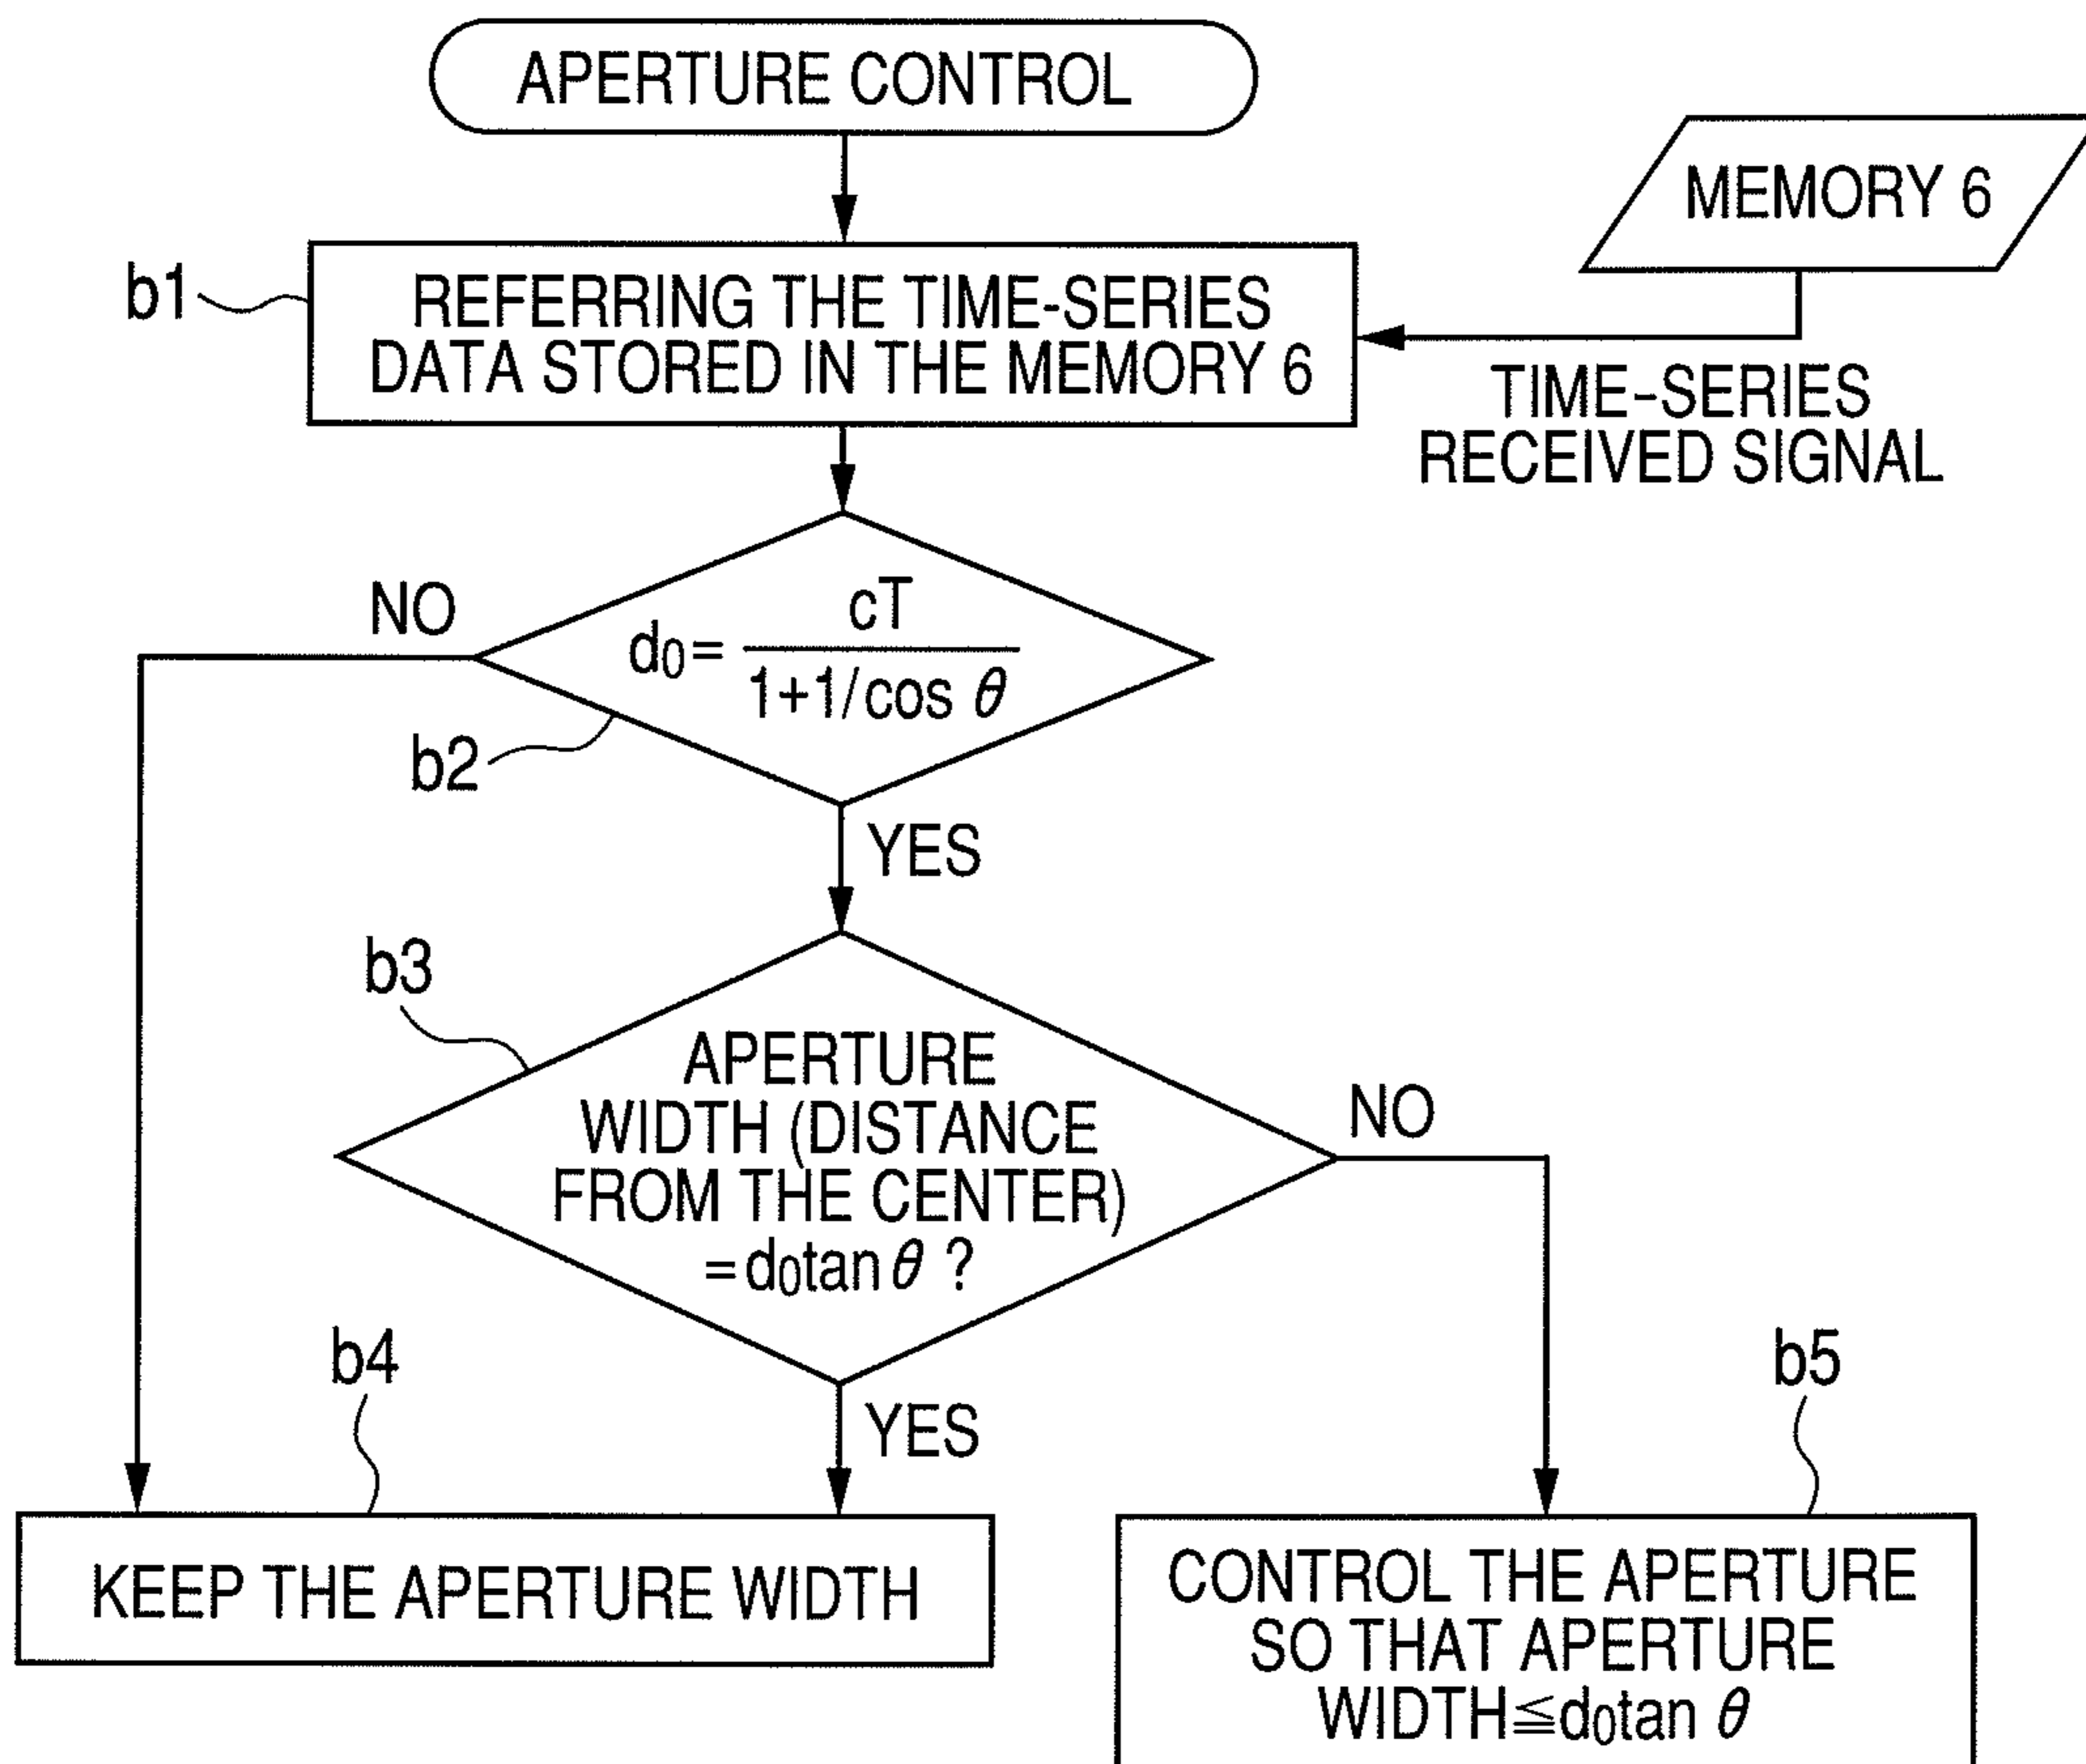 APERTURE CONTROL
MEMORY 6
b1
REFERRING THE TIME-SERIES
DATA STORED IN THE MEMORY 6
TIME-SERIES
RECEIVED SIGNAL
NO
d₀= cT / 1+1/cos θ
b2
YES
b3
APERTURE
WIDTH (DISTANCE
FROM THE CENTER)
=d₀tan θ ?
NO
b4
YES
b5
KEEP THE APERTURE WIDTH
CONTROL THE APERTURE
SO THAT APERTURE
WIDTH≦d₀tan θ